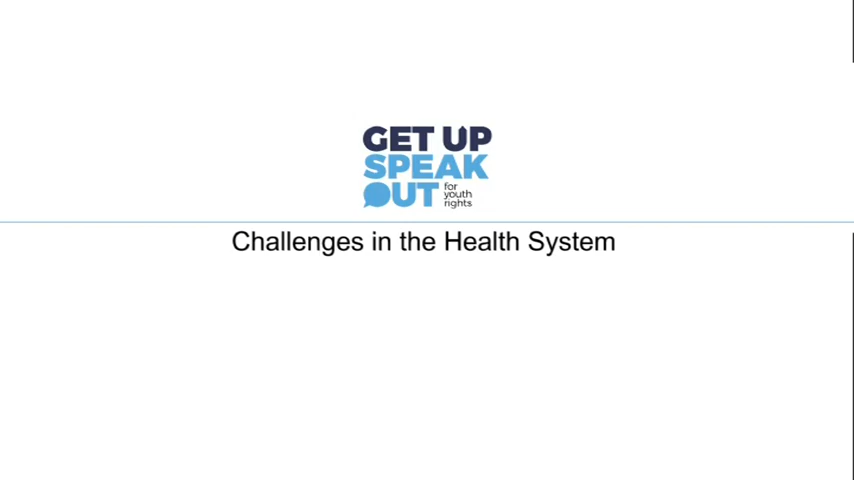 GET UP
SPEAK
OUT for
youth
rights
Challenges in the Health System